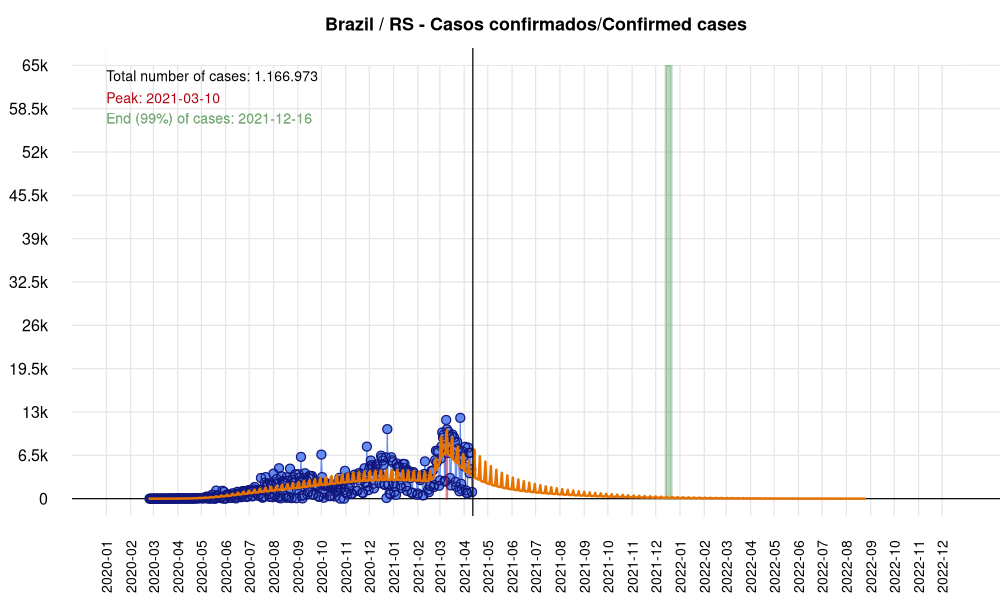 Brazil / RS - Casos confirmados/Confirmed cases
Total number of cases: 1.166.973
Peak: 2021-03-10
End (99%) of cases: 2021-12-16
65k
58.5k
52k
45.5k
39k
32.5k
26k
19.5k
13k
6.5k
0
2020-01
2020-02
2020-03
2020-04
2020-05
2020-06
2020-07
2020-08
2020-09
2020-10
2020-11
2020-12
2021-01
2021-02
2021-03
2021-04
2021-05
2021-06
2021-07
2021-08
2021-09
2021-10
2021-11
2021-12
2022-01
2022-02
2022-03
2022-04
2022-05
2022-06
2022-07
2022-08
2022-09
2022-10
2022-11
2022-12